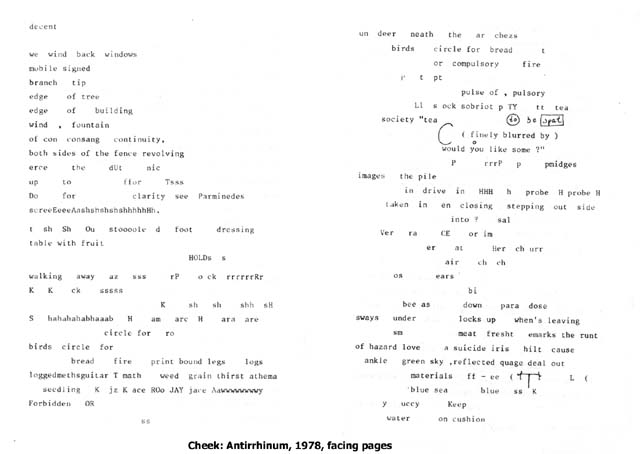 decent
we wind back windows
mobile signed
branch tip
edge of tree
edge of building
wind , fountain
of con consang continuity,
both sides of the fence revolving
erce the dUt nic
up to flor Tsss
Do for clarity see Parminedes
screeEeeeAashshshshshhhhhHh.
t sh Sh Ou stoooole d foot dressing
table with fruit
HOLDs s
walking away az sss rP o ck rrrrrrRr
K K ck sssss
K sh sh shh sH
S hahahahabhaaab H am arc H ara are
circle for ro
birds circle for
bread fire print bound legs logs
loggedmethsguitar T math weed grain thirst athema
seedling K jz K ace ROo JAY jace Aawwwwwwwwy
Forbidden OR
ss
un deer neath the ar chezs
birds circle for bread t
or compulsory fire
P t pt
pulse of , pulsory
Ll s ock sobriot p TY tt tea
society "tea to be spat
( finely blurred by )
would you like some ?"
P rrrP p pmidges
images the pile
in drive in HHH h probe H probe H
taken in en closing stepping out side
into ? sal
Ver ra CE or im
er at Her ch urr
air ch ch
os ears
bi
bee as down para dose
sways under locks up when's leaving
sm meat fresht emarks the runt
of hazard love a suicide iris hilt cause
ankle green sky ,reflected quage deal out
materials ff - ee ( L (
'blue sea blue ss K
y uccy Keep
water on cushion
Cheek: Antirrhinum, 1978, facing pages